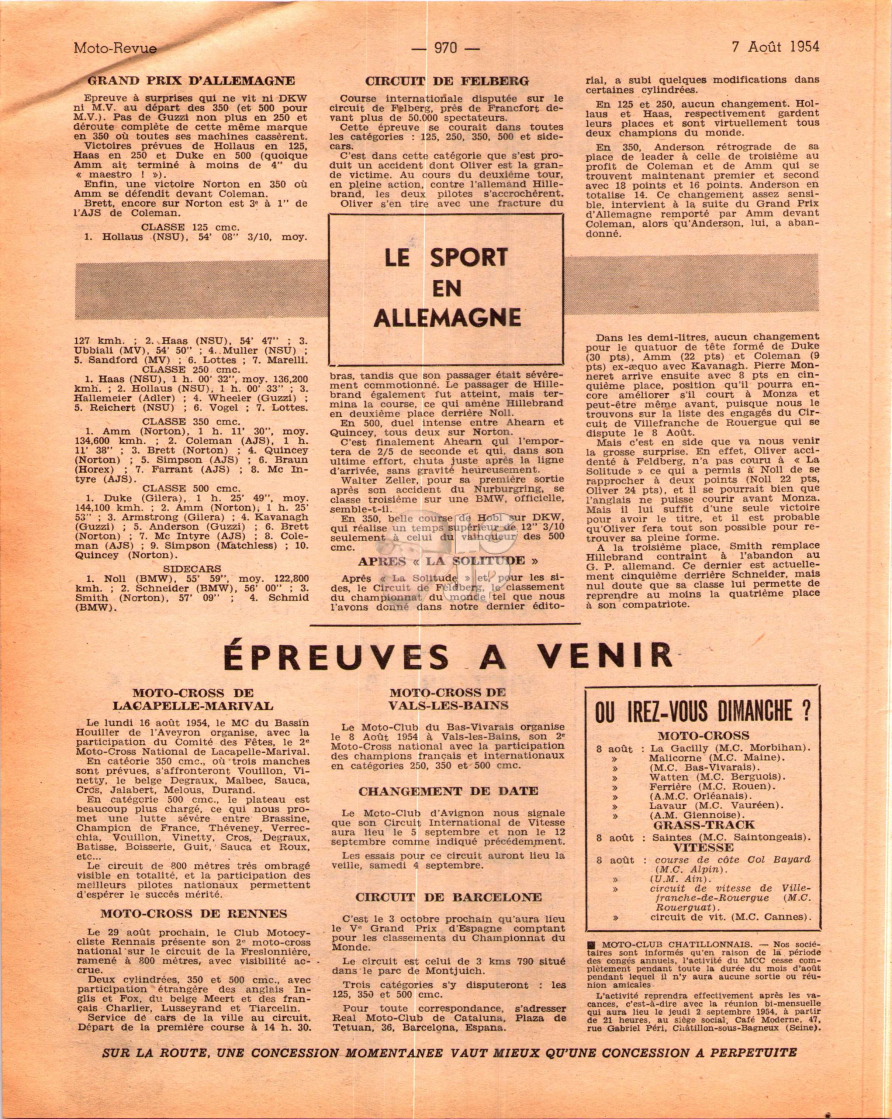 Moto-Revue — 970 — 7 Août 1954
GRAND PRIX D'ALLEMAGNE
Epreuve à surprises qui ne vit ni DKW
ni M.V. au départ des 350 (et 500 pour
M.V.). Pas de Guzzi non plus en 250 et
déroute complète de cette même marque
en 350 où toutes ses machines cassèrent.
Victoires prévues de Hollaus en 125,
Haas en 250 et Duke en 500 (quoique
Amm ait terminé à moins de 4" du
« maestro ! »).
Enfin, une victoire Norton en 350 où
Amm se défendit devant Coleman.
Brett, encore sur Norton est 3e à 1" de
l'AJS de Coleman.
CLASSE 125 cmc.
1. Hollaus (NSU), 54' 08" 3/10, moy.
127 kmh. ; 2. Haas (NSU), 54' 47" ; 3.
Ubbiali (MV), 54' 50" ; 4. Muller (NSU) ;
5. Sandford (MV) ; 6. Lottes ; 7. Marelli.
CLASSE 250 cmc.
1. Haas (NSU), 1 h. 00' 32", moy. 136,200
kmh. ; 2. Hollaus (NSU), 1 h. 00' 33" ; 3.
Hallemeier (Adler) ; 4. Wheeler (Guzzi) ;
5. Reichert (NSU) ; 6. Vogel ; 7. Lottes.
CLASSE 350 cmc.
1. Amm (Norton), 1 h. 11' 30", moy.
134,600 kmh. ; 2. Coleman (AJS), 1 h.
11' 38" ; 3. Brett (Norton) ; 4. Quincey
(Norton) ; 5. Simpson (AJS) ; 6. Braun
(Horex) ; 7. Farrant (AJS) ; 8. Mc In-
tyre (AJS).
CLASSE 500 cmc.
1. Duke (Gilera), 1 h. 25' 49", moy.
144,100 kmh. ; 2. Amm (Norton), 1 h. 25'
53" ; 3. Armstrong (Gilera) ; 4. Kavanagh
(Guzzi) ; 5. Anderson (Guzzi) ; 6. Brett
(Norton) ; 7. Mc Intyre (AJS) ; 8. Cole-
man (AJS) ; 9. Simpson (Matchless) ; 10.
Quincey (Norton).
SIDECARS
1. Noll (BMW), 55' 59", moy. 122,800
kmh. ; 2. Schneider (BMW), 56' 00" ; 3.
Smith (Norton), 57' 09" ; 4. Schmid
(BMW).
CIRCUIT DE FELBERG
Course internationale disputée sur le
circuit de Felberg, près de Francfort de-
vant plus de 50.000 spectateurs.
Cette épreuve se courait dans toutes
les catégories : 125, 250, 350, 500 et side-
cars.
C'est dans cette catégorie que s'est pro-
duit un accident dont Oliver est la gran-
de victime. Au cours du deuxième tour,
en pleine action, contre l'allemand Hille-
brand, les deux pilotes s'accrochèrent.
Oliver s'en tire avec une fracture du
LE SPORT
EN
ALLEMAGNE
bras, tandis que son passager était sévère-
ment commotionné. Le passager de Hille-
brand également fut atteint, mais ter-
mina la course, ce qui amène Hillebrand
en deuxième place derrière Noll.
En 500, duel intense entre Ahearn et
Quincey, tous deux sur Norton.
C'est finalement Ahearn qui l'empor-
tera de 2/5 de seconde et qui, dans son
ultime effort, chuta juste après la ligne
d'arrivée, sans gravité heureusement.
Walter Zeller, pour sa première sortie
après son accident du Nurburgring, se
classe troisième sur une BMW, officielle,
semble-t-il.
En 350, belle course de Hobl sur DKW,
qui réalise un temps supérieur de 12" 3/10
seulement à celui du vainqueur des 500
cmc.
APRES « LA SOLITUDE »
Après « La Solitude » et pour les si-
des, le Circuit de Feldberg, le classement
du championnat du monde tel que nous
l'avons donné dans notre dernier édito-
rial, a subi quelques modifications dans
certaines cylindrées.
En 125 et 250, aucun changement. Hol-
laus et Haas, respectivement gardent
leurs places et sont virtuellement tous
deux champions du monde.
En 350, Anderson rétrograde de sa
place de leader à celle de troisième au
profit de Coleman et de Amm qui se
trouvent maintenant premier et second
avec 18 points et 16 points. Anderson en
totalise 14. Ce changement assez sensi-
ble, intervient à la suite du Grand Prix
d'Allemagne remporté par Amm devant
Coleman, alors qu'Anderson, lui, a aban-
donné.
Dans les demi-litres, aucun changement
pour le quatuor de tête formé de Duke
(30 pts), Amm (22 pts) et Coleman (9
pts) ex-æquo avec Kavanagh. Pierre Mon-
neret arrive ensuite avec 8 pts en cin-
quième place, position qu'il pourra en-
core améliorer s'il court à Monza et
peut-être même avant, puisque nous le
trouvons sur la liste des engagés du Cir-
cuit de Villefranche de Rouergue qui se
dispute le 8 Août.
Mais c'est en side que va nous venir
la grosse surprise. En effet, Oliver acci-
denté à Feldberg, n'a pas couru à « La
Solitude » ce qui a permis à Noll de se
rapprocher à deux points (Noll 22 pts,
Oliver 24 pts), et il se pourrait bien que
l'anglais ne puisse courir avant Monza.
Mais il lui suffit d'une seule victoire
pour avoir le titre, et il est probable
qu'Oliver fera tout son possible pour re-
trouver sa pleine forme.
A la troisième place, Smith remplace
Hillebrand contraint à l'abandon au
G. P. allemand. Ce dernier est actuelle-
ment cinquième derrière Schneider, mais
nul doute que sa classe lui permette de
reprendre au moins la quatrième place
à son compatriote.
ÉPREUVES A VENIR
MOTO-CROSS DE
LACAPELLE-MARIVAL
Le lundi 16 août 1954, le MC du Bassin
Houiller de l'Aveyron organise, avec la
participation du Comité des Fêtes, le 2e
Moto-Cross National de Lacapelle-Marival.
En catéorie 350 cmc., où trois manches
sont prévues, s'affronteront Vouillon, Vi-
netty, le belge Degraux, Malbec, Sauca,
Cros, Jalabert, Melous, Durand.
En catégorie 500 cmc., le plateau est
beaucoup plus chargé, ce qui nous pro-
met une lutte sévère entre Brassine,
Champion de France, Théveney, Verrec-
chia, Vouillon, Vinetty, Cros, Degraux,
Batisse, Boisserie, Guit, Sauca et Roux,
etc...
Le circuit de 800 mètres très ombragé
visible en totalité, et la participation des
meilleurs pilotes nationaux permettent
d'espérer le succès mérité.
MOTO-CROSS DE RENNES
Le 29 août prochain, le Club Motocy-
cliste Rennais présente son 2e moto-cross
national sur le circuit de la Freslonnière,
ramené à 800 mètres, avec visibilité ac-
crue.
Deux cylindrées, 350 et 500 cmc., avec
participation étrangère des anglais In-
glis et Fox, du belge Meert et des fran-
çais Charlier, Lusseyrand et Tiarcelin.
Service de cars de la ville au circuit.
Départ de la première course à 14 h. 30.
MOTO-CROSS DE
VALS-LES-BAINS
Le Moto-Club du Bas-Vivarais organise
le 8 Août 1954 à Vals-les-Bains, son 2e
Moto-Cross national avec la participation
des champions français et internationaux
en catégories 250, 350 et 500 cmc.
CHANGEMENT DE DATE
Le Moto-Club d'Avignon nous signale
que son Circuit International de Vitesse
aura lieu le 5 septembre et non le 12
septembre comme indiqué précédemment.
Les essais pour ce circuit auront lieu la
veille, samedi 4 septembre.
CIRCUIT DE BARCELONE
C'est le 3 octobre prochain qu'aura lieu
le Ve Grand Prix d'Espagne comptant
pour les classements du Championnat du
Monde.
Le circuit est celui de 3 kms 790 situé
dans le parc de Montjuich.
Trois catégories s'y disputeront : les
125, 350 et 500 cmc.
Pour toute correspondance, s'adresser
Real Moto-Club de Cataluna, Plaza de
Tetuan, 36, Barcelona, Espana.
OU IREZ-VOUS DIMANCHE ?
MOTO-CROSS
8 août : La Gacilly (M.C. Morbihan).
» Malicorne (M.C. Maine).
» (M.C. Bas-Vivarais).
» Watten (M.C. Berguois).
» Ferrière (M.C. Rouen).
» (A.M.C. Orléanais).
» Lavaur (M.C. Vauréen).
» (A.M. Giennoise).
GRASS-TRACK
8 août : Saintes (M.C. Saintongeais).
VITESSE
8 août : course de côte Col Bayard
(M.C. Alpin).
» (U.M. Ain).
» circuit de vitesse de Ville-
franche-de-Rouergue (M.C.
Rouerguat).
» circuit de vit. (M.C. Cannes).
■ MOTO-CLUB CHATILLONNAIS. — Nos socié-
taires sont informés qu'en raison de la période
des congés annuels, l'activité du MCC cesse com-
plètement pendant toute la durée du mois d'août
pendant lequel il n'y aura aucune sortie ou réu-
nion amicales
L'activité reprendra effectivement après les va-
cances, c'est-à-dire avec la réunion bi-mensuelle
qui aura lieu le jeudi 2 septembre 1954, à partir
de 21 heures, au siège social, Café Moderne, 47,
rue Gabriel Péri, Châtillon-sous-Bagneux (Seine).
SUR LA ROUTE, UNE CONCESSION MOMENTANEE VAUT MIEUX QU'UNE CONCESSION A PERPETUITE